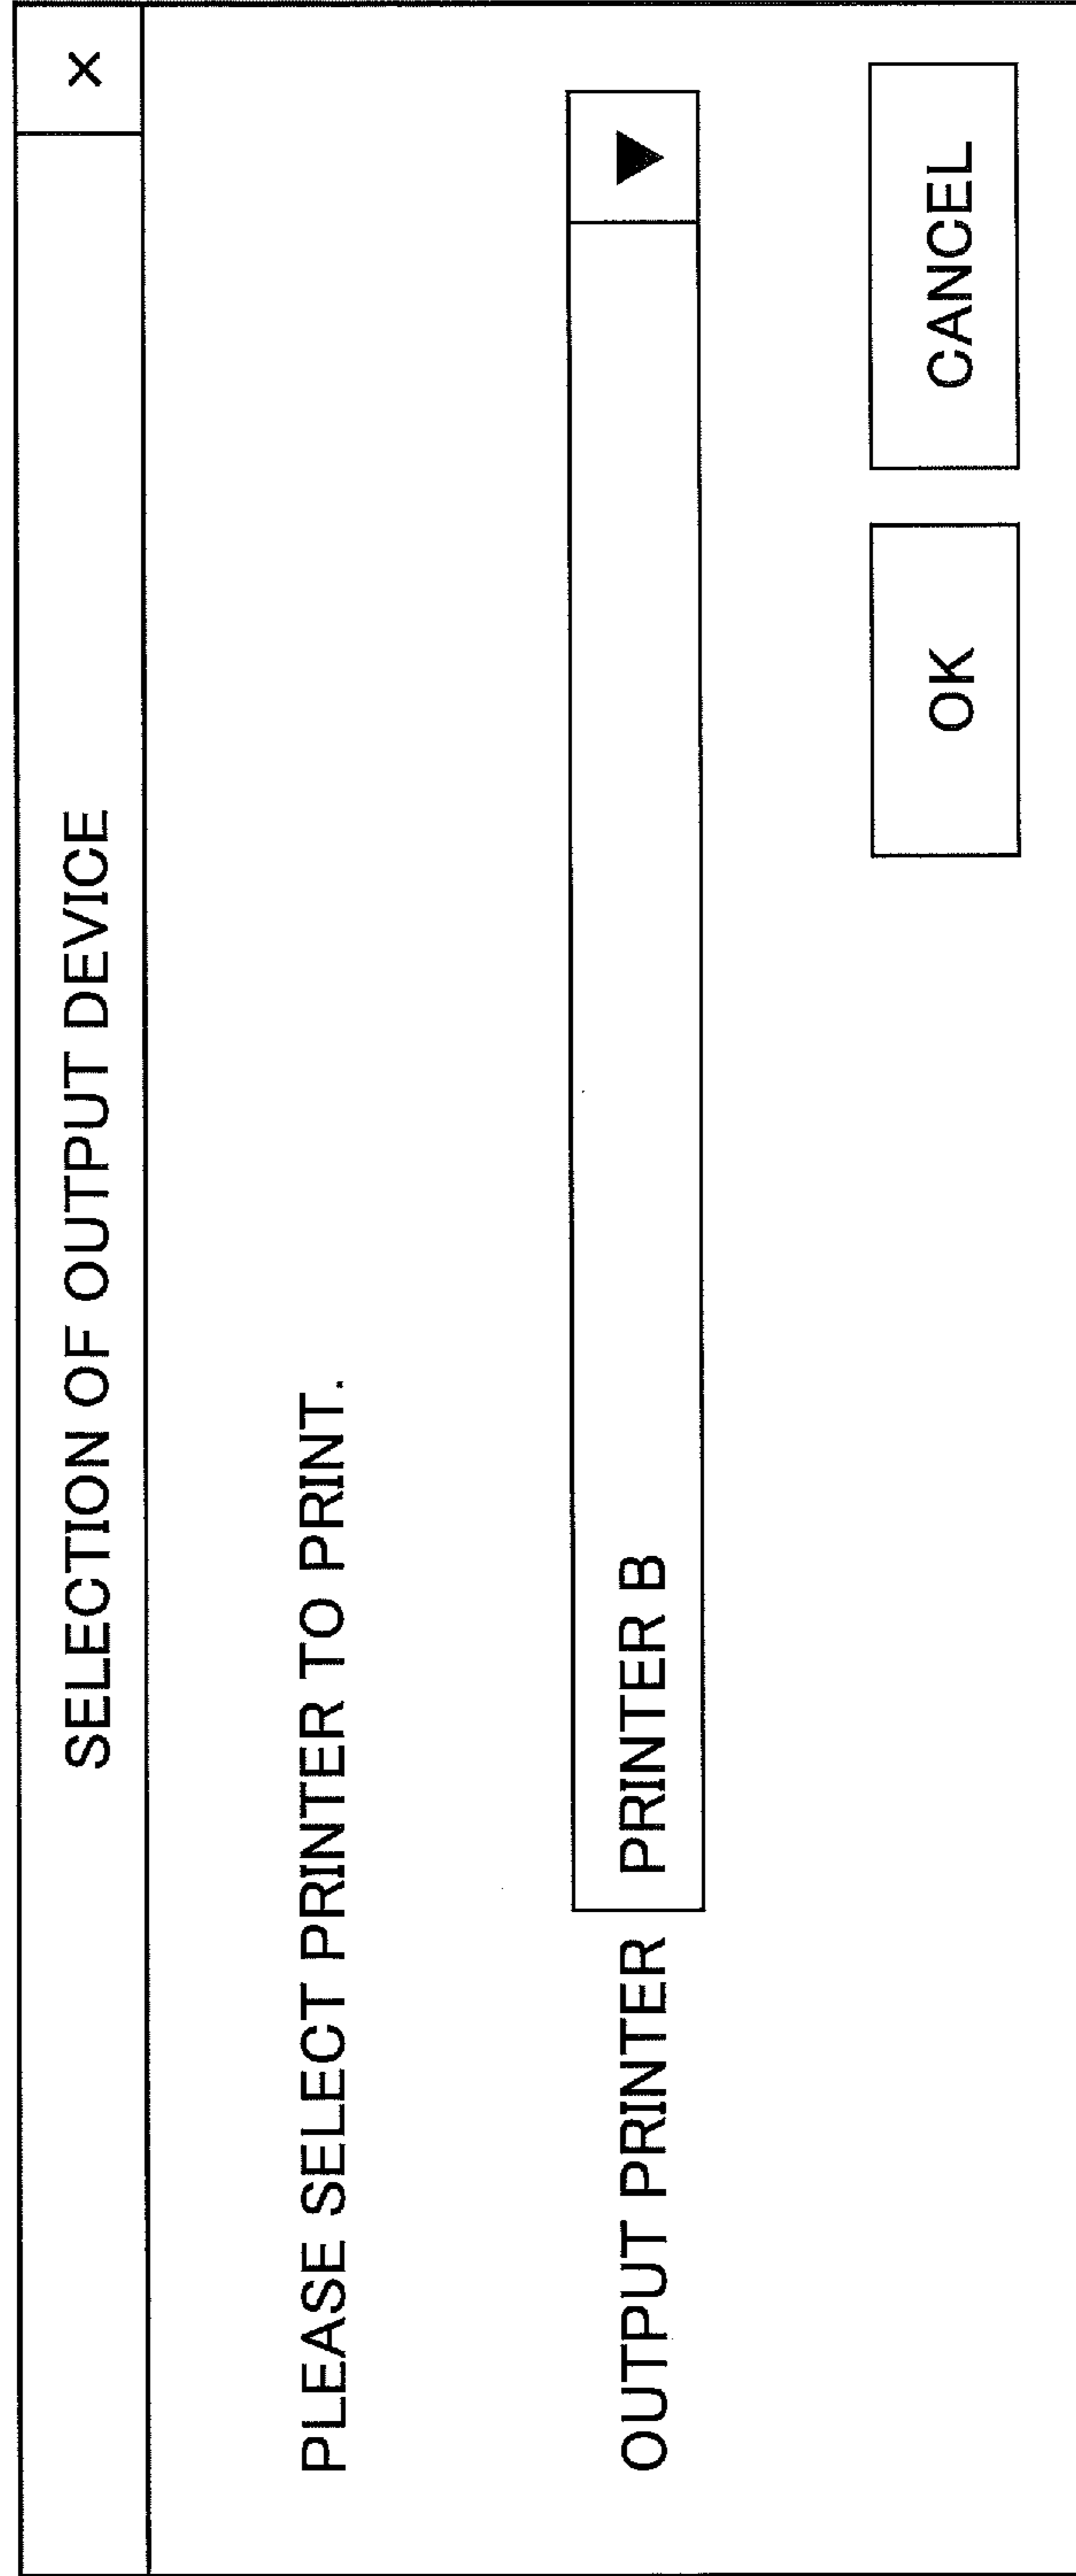 SELECTION OF OUTPUT DEVICE ×
PLEASE SELECT PRINTER TO PRINT.
OUTPUT PRINTER PRINTER B ▼
OK CANCEL